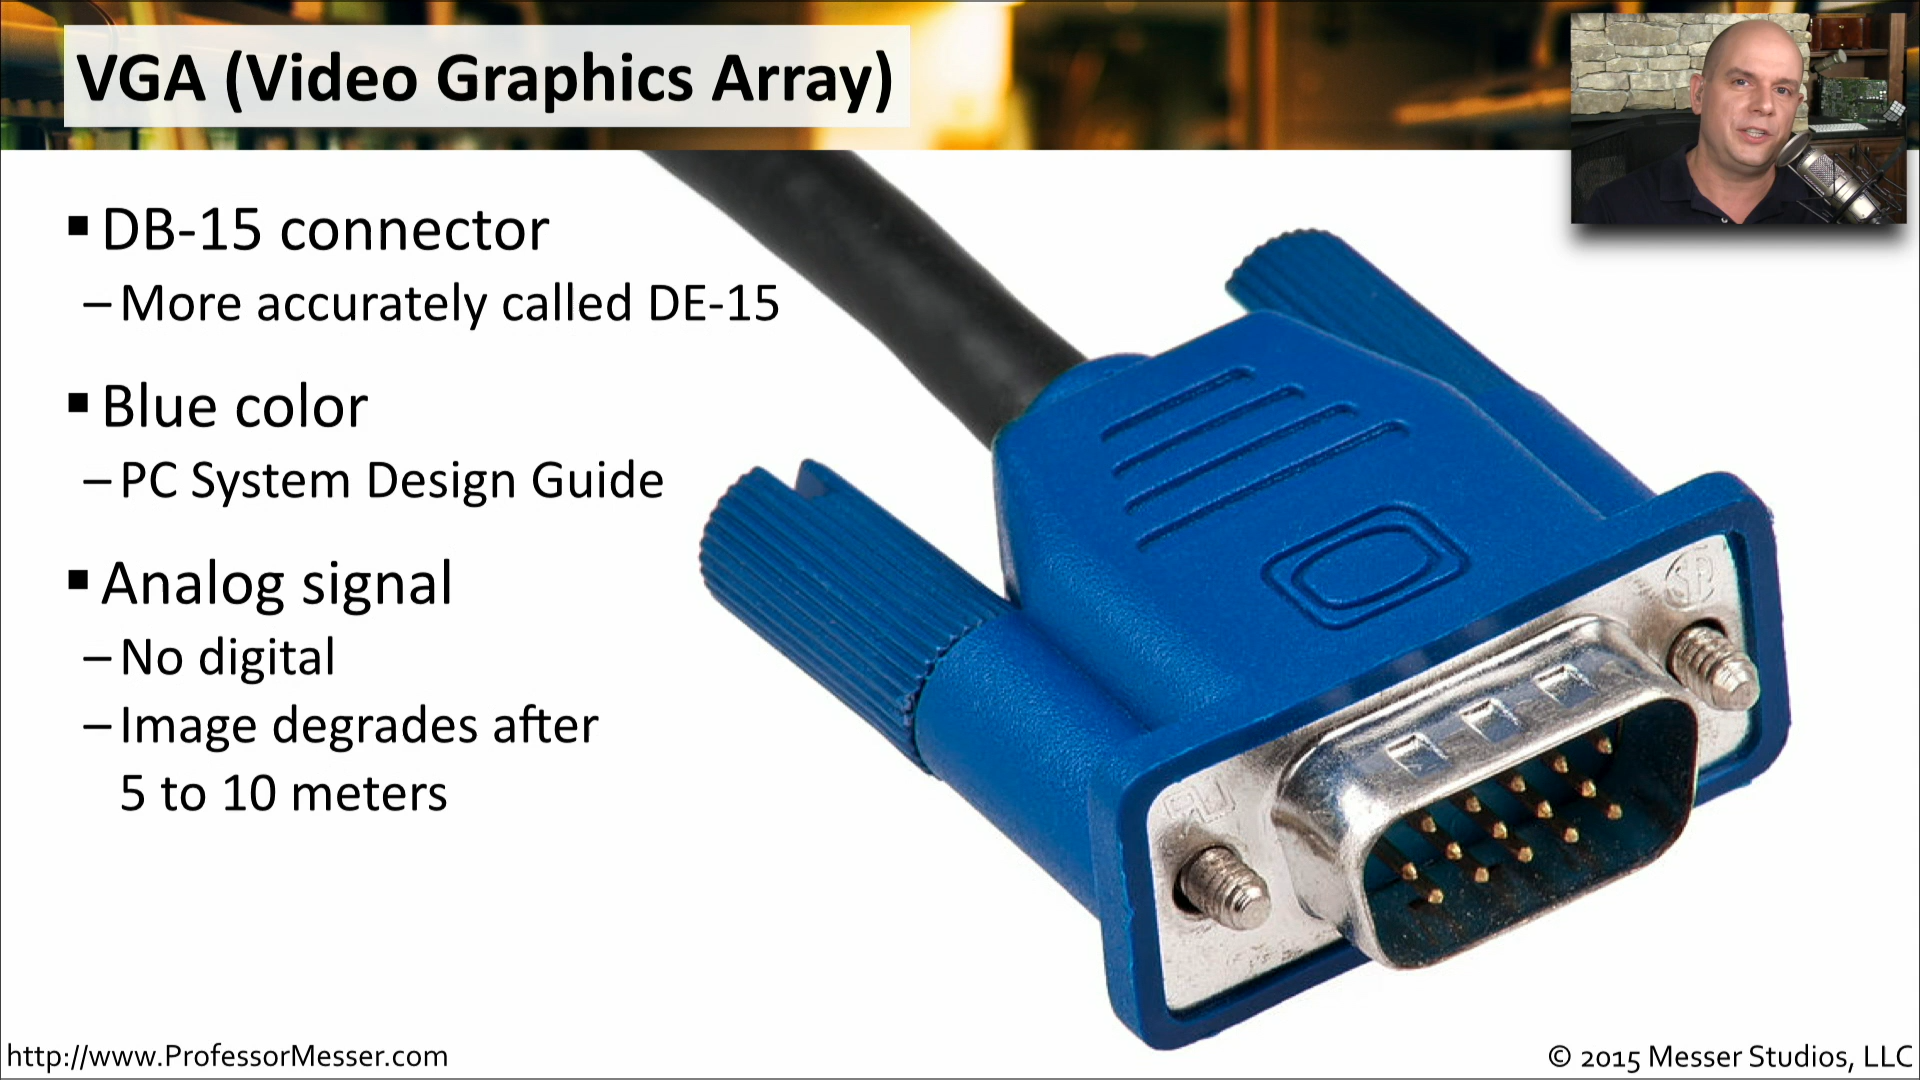 VGA (Video Graphics Array)
▪ DB-15 connector
– More accurately called DE-15
▪ Blue color
– PC System Design Guide
▪ Analog signal
– No digital
– Image degrades after
5 to 10 meters
http://www.ProfessorMesser.com
© 2015 Messer Studios, LLC